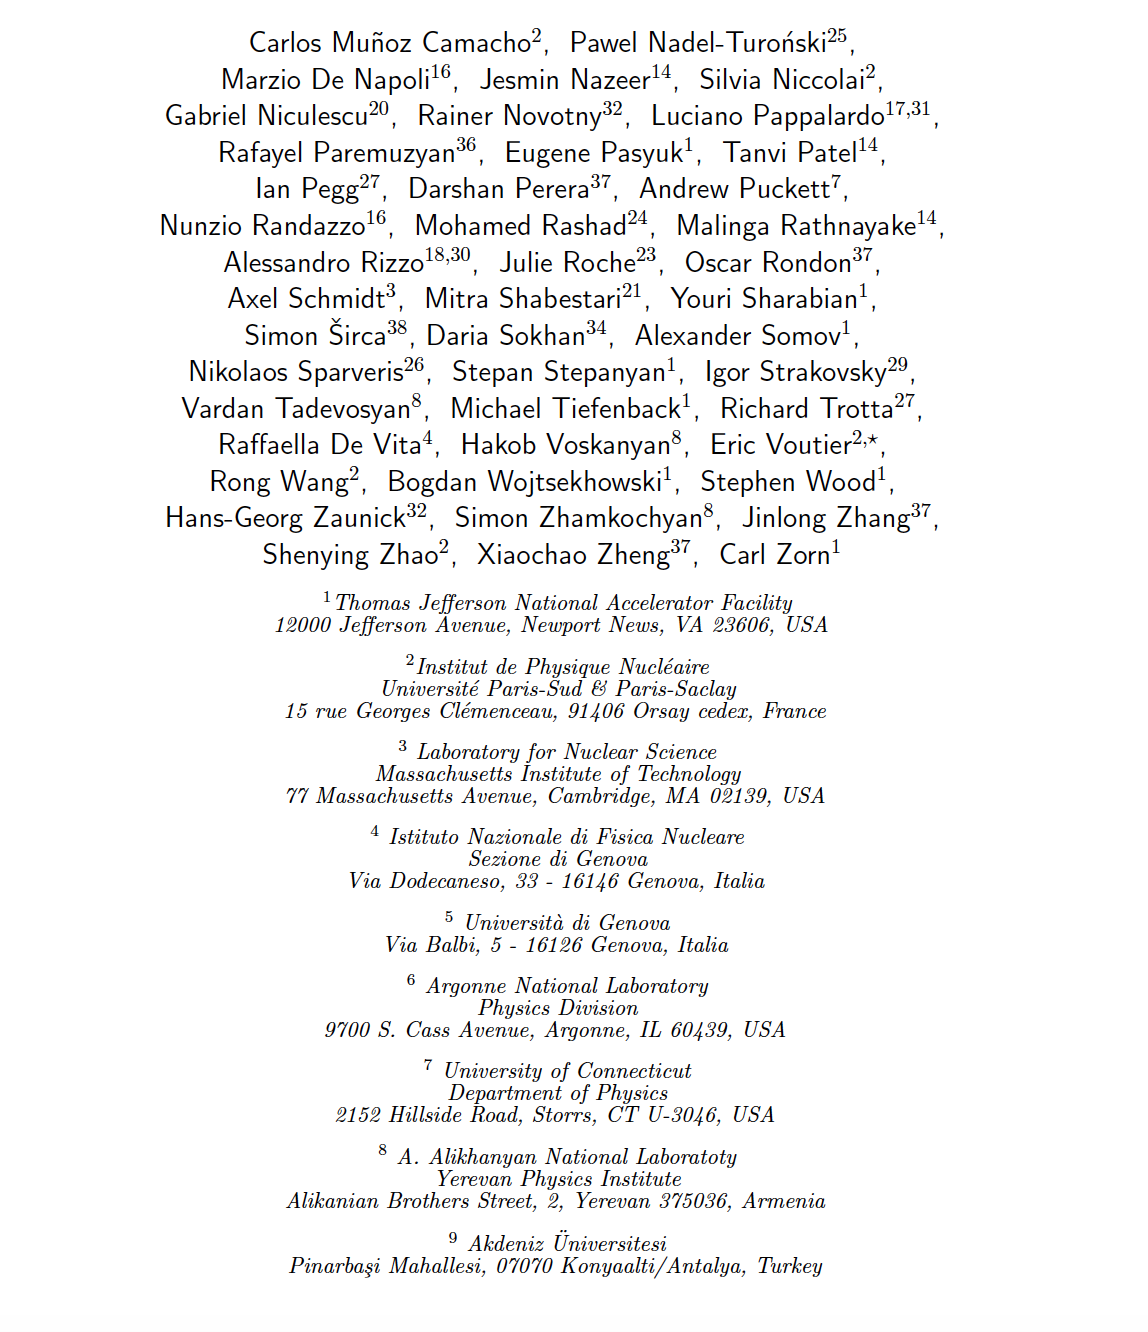 Carlos Muñoz Camacho², Pawel Nadel-Turoński²⁵,
Marzio De Napoli¹⁶, Jesmin Nazeer¹⁴, Silvia Niccolai²,
Gabriel Niculescu²⁰, Rainer Novotny³², Luciano Pappalardo¹⁷,³¹,
Rafayel Paremuzyan³⁶, Eugene Pasyuk¹, Tanvi Patel¹⁴,
Ian Pegg²⁷, Darshan Perera³⁷, Andrew Puckett⁷,
Nunzio Randazzo¹⁶, Mohamed Rashad²⁴, Malinga Rathnayake¹⁴,
Alessandro Rizzo¹⁸,³⁰, Julie Roche²³, Oscar Rondon³⁷,
Axel Schmidt³, Mitra Shabestari²¹, Youri Sharabian¹,
Simon Širca³⁸, Daria Sokhan³⁴, Alexander Somov¹,
Nikolaos Sparveris²⁶, Stepan Stepanyan¹, Igor Strakovsky²⁹,
Vardan Tadevosyan⁸, Michael Tiefenback¹, Richard Trotta²⁷,
Raffaella De Vita⁴, Hakob Voskanyan⁸, Eric Voutier²,⋆,
Rong Wang², Bogdan Wojtsekhowski¹, Stephen Wood¹,
Hans-Georg Zaunick³², Simon Zhamkochyan⁸, Jinlong Zhang³⁷,
Shenying Zhao², Xiaochao Zheng³⁷, Carl Zorn¹
¹ Thomas Jefferson National Accelerator Facility
12000 Jefferson Avenue, Newport News, VA 23606, USA
² Institut de Physique Nucléaire
Université Paris-Sud & Paris-Saclay
15 rue Georges Clémenceau, 91406 Orsay cedex, France
³ Laboratory for Nuclear Science
Massachusetts Institute of Technology
77 Massachusetts Avenue, Cambridge, MA 02139, USA
⁴ Istituto Nazionale di Fisica Nucleare
Sezione di Genova
Via Dodecaneso, 33 - 16146 Genova, Italia
⁵ Università di Genova
Via Balbi, 5 - 16126 Genova, Italia
⁶ Argonne National Laboratory
Physics Division
9700 S. Cass Avenue, Argonne, IL 60439, USA
⁷ University of Connecticut
Department of Physics
2152 Hillside Road, Storrs, CT U-3046, USA
⁸ A. Alikhanyan National Laboratoty
Yerevan Physics Institute
Alikanian Brothers Street, 2, Yerevan 375036, Armenia
⁹ Akdeniz Üniversitesi
Pinarbaşi Mahallesi, 07070 Konyaalti/Antalya, Turkey